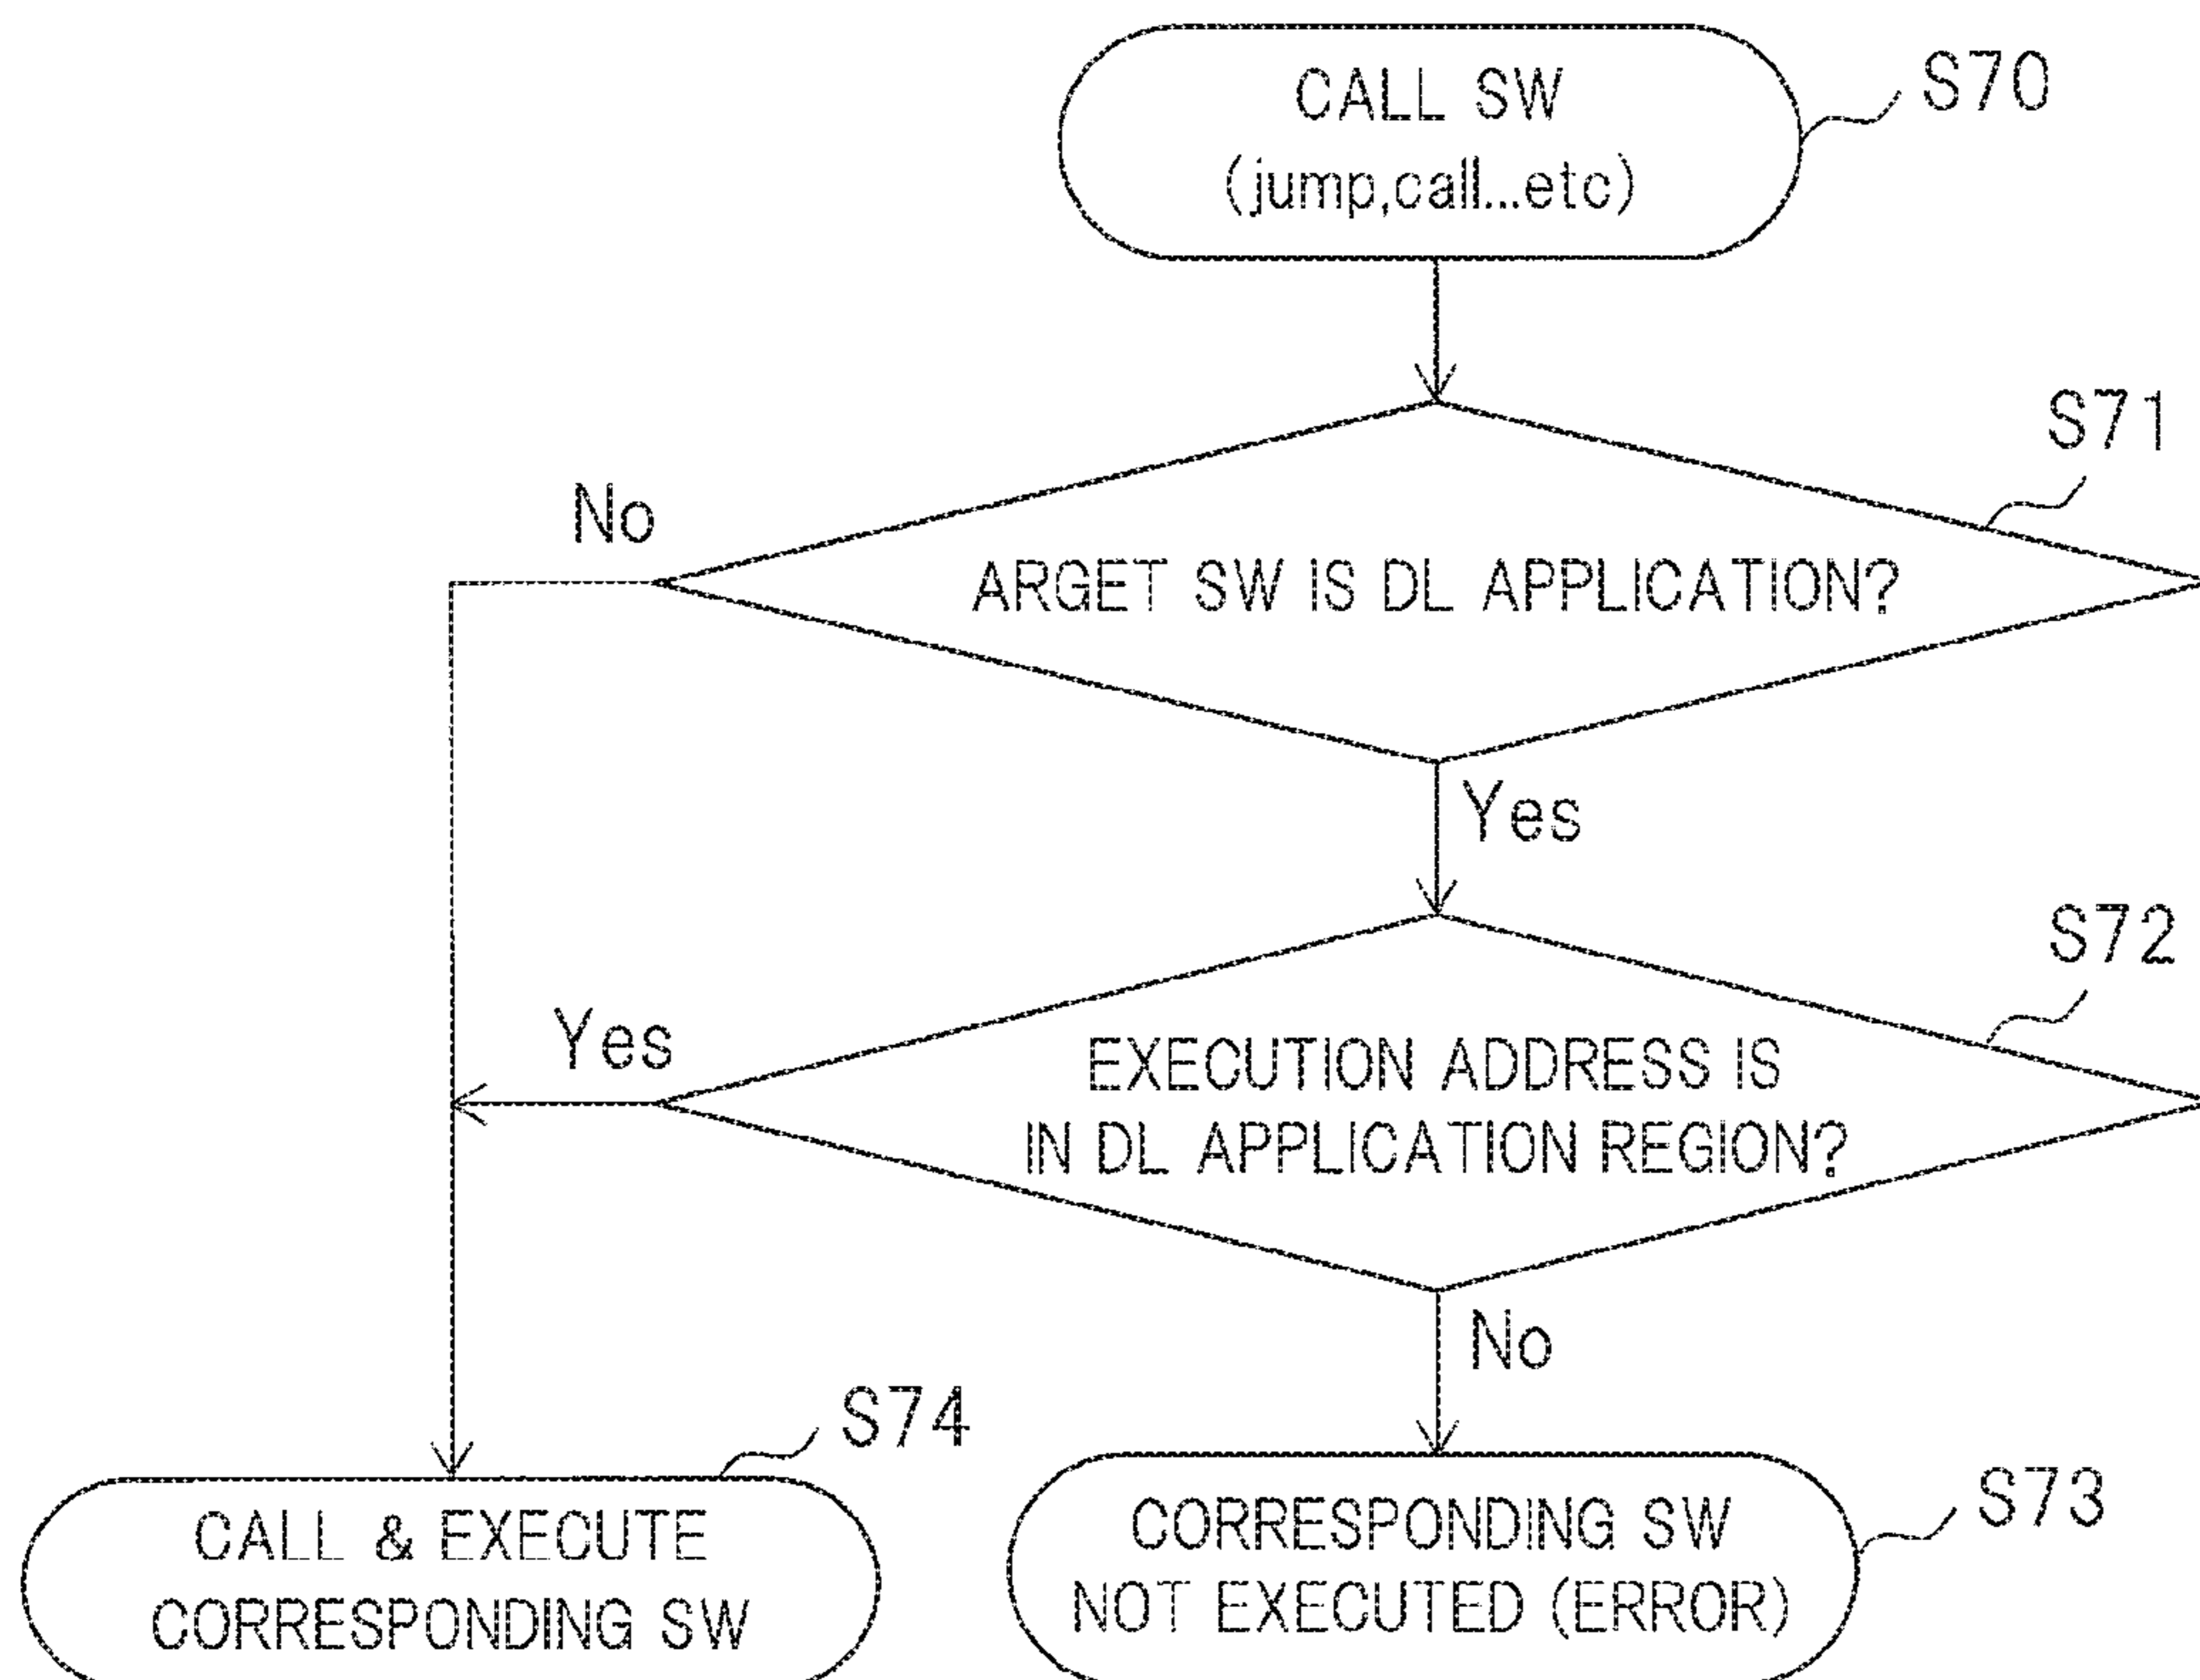 CALL SW
(jump,call...etc)
S70
S71
No
ARGET SW IS DL APPLICATION?
Yes
S72
Yes
EXECUTION ADDRESS IS
IN DL APPLICATION REGION?
No
S74
CALL & EXECUTE
CORRESPONDING SW
S73
CORRESPONDING SW
NOT EXECUTED (ERROR)